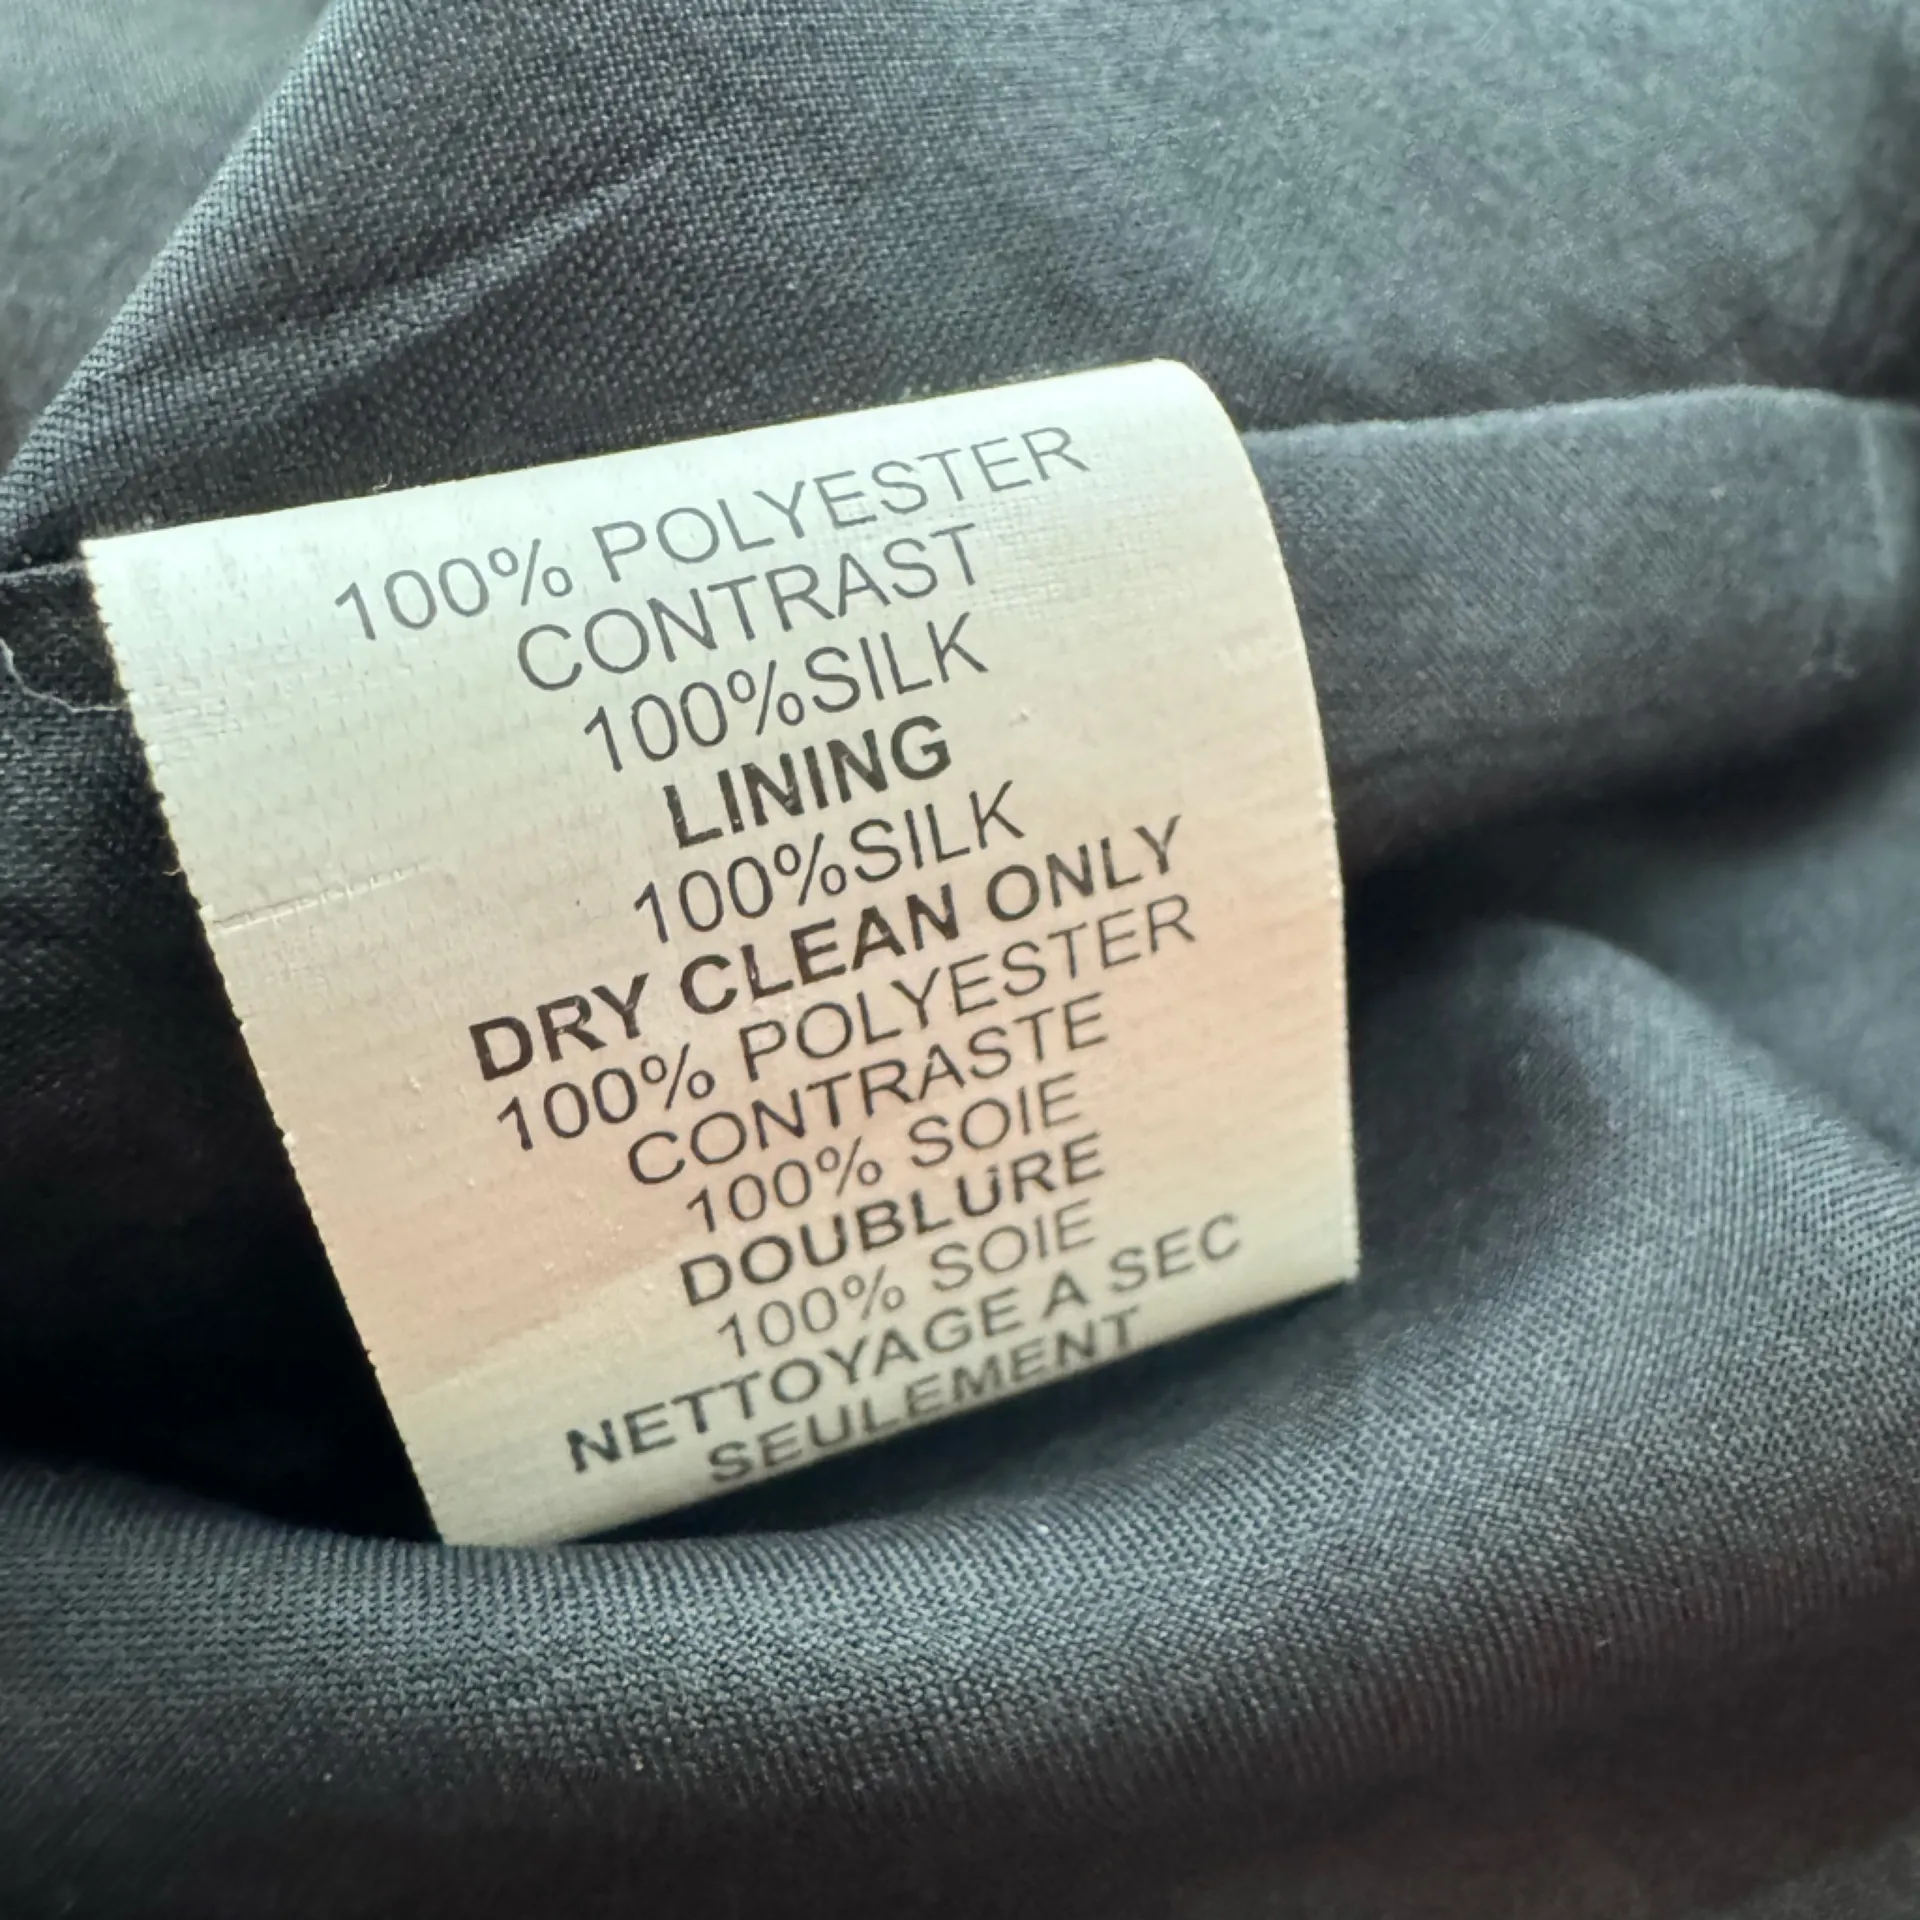 100% POLYESTER
CONTRAST
100%SILK
LINING
100%SILK
DRY CLEAN ONLY
100% POLYESTER
CONTRASTE
100% SOIE
DOUBLURE
100% SOIE
NETTOYAGE A SEC
SEULEMENT